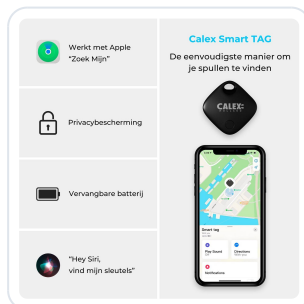 Werkt met Apple
“Zoek Mijn”
Privacybescherming
Vervangbare batterij
“Hey Siri,
vind mijn sleutels”
Calex Smart TAG
De eenvoudigste manier om
je spullen te vinden
CALEX:
Smart tag
Play Sound
Directions
Notifications